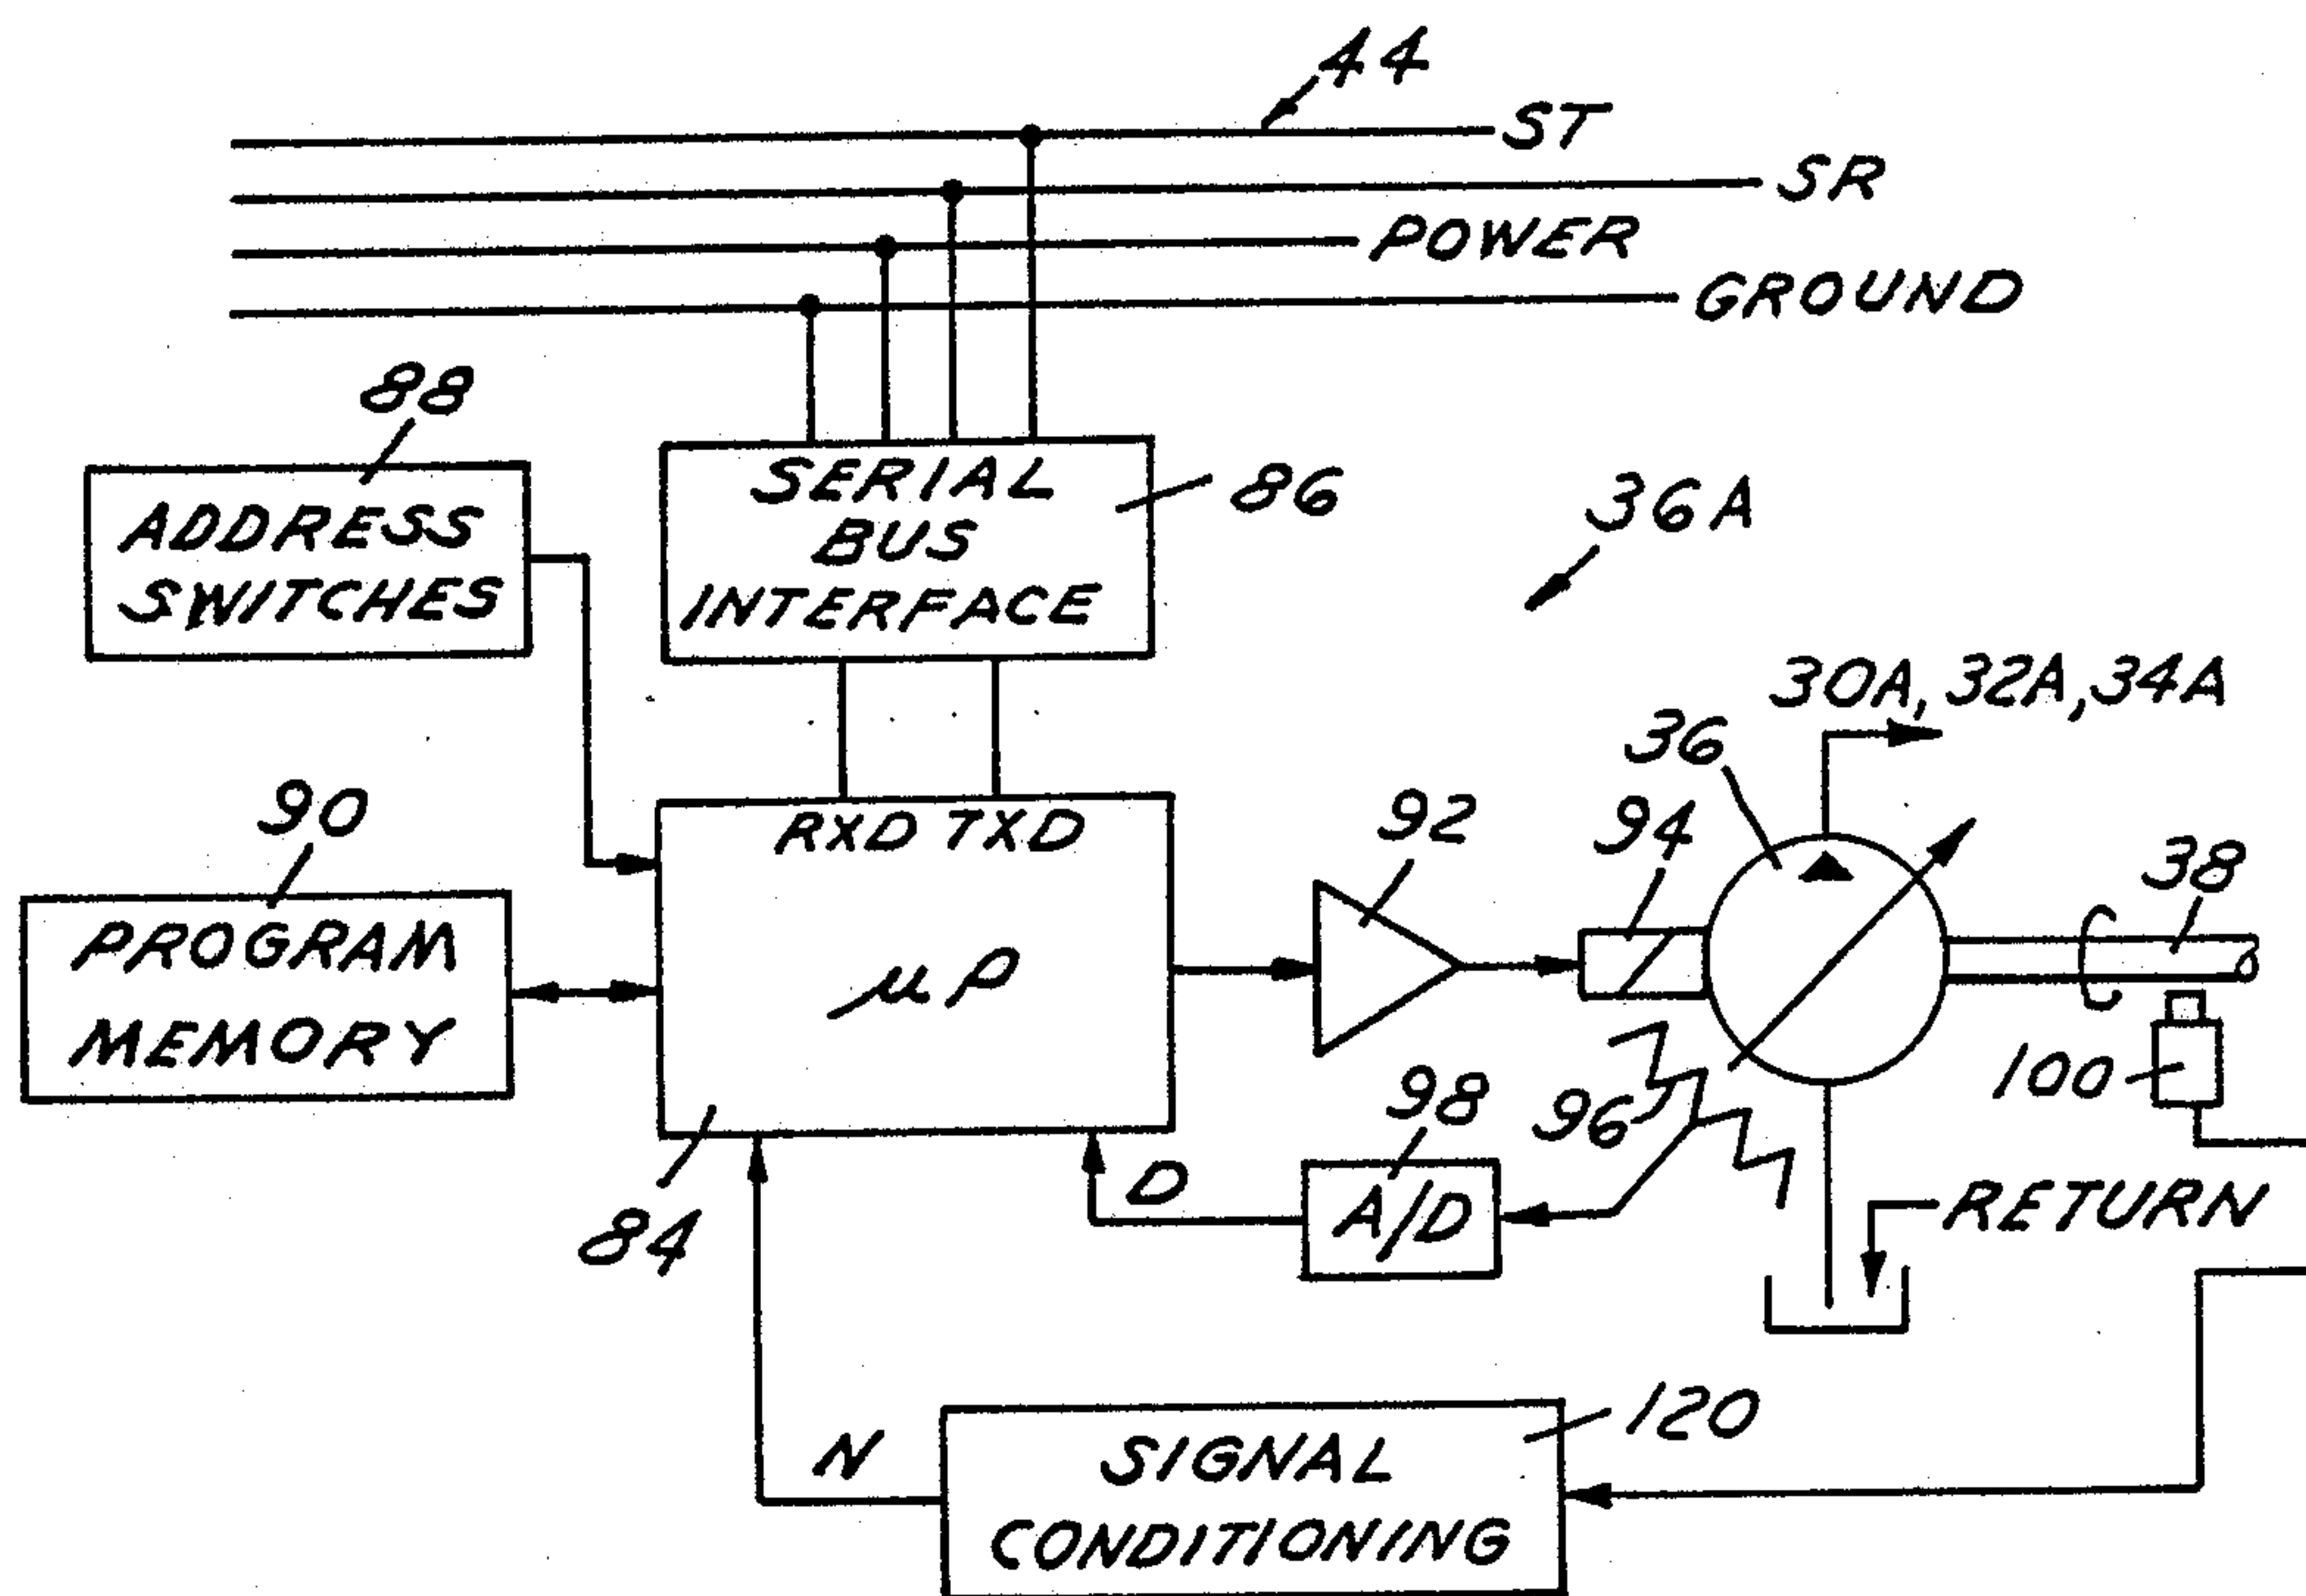 44
ST
SR
POWER
GROUND
88
ADDRESS
SWITCHES
SERIAL
BUS
INTERFACE
86
36A
30A, 32A, 34A
36
90
PROGRAM
MEMORY
RXD TXD
μP
92
94
38
84
98
96
100
D
A/D
RETURN
N
SIGNAL
CONDITIONING
120